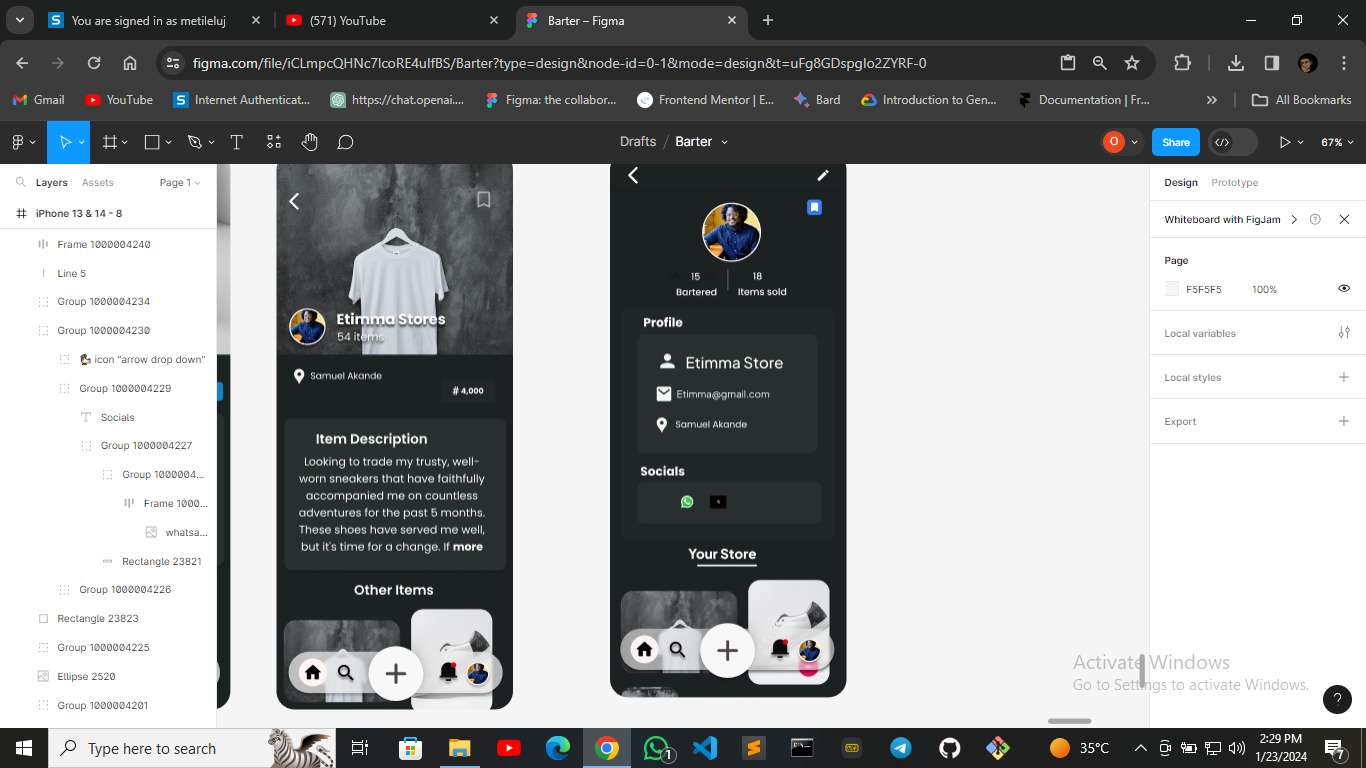 You are signed in as metileluj
(571) YouTube
Barter – Figma
figma.com/file/iCLmpcQHNc7lcoRE4ulfBS/Barter?type=design&node-id=0-1&mode=design&t=uFg8GDspglo2ZYRF-0
Gmail
YouTube
Internet Authenticat...
https://chat.openai....
Figma: the collabor...
Frontend Mentor | E...
Bard
Introduction to Gen...
Documentation | Fr...
All Bookmarks
Drafts / Barter
O
Share
67%
Layers
Assets
Page 1
iPhone 13 & 14 - 8
Frame 1000004240
Line 5
Group 1000004234
Group 1000004230
icon "arrow drop down"
Group 1000004229
Socials
Group 1000004227
Group 1000004...
Frame 1000...
whatsa...
Rectangle 23821
Group 1000004226
Rectangle 23823
Group 1000004225
Ellipse 2520
Group 1000004201
Etimma Stores
54 items
Samuel Akande
# 4,000
Item Description
Looking to trade my trusty, well-
worn sneakers that have faithfully
accompanied me on countless
adventures for the past 5 months.
These shoes have served me well,
but it's time for a change. If more
Other Items
15
Bartered
18
Items sold
Profile
Etimma Store
Etimma@gmail.com
Samuel Akande
Socials
Your Store
Design
Prototype
Whiteboard with FigJam
Page
F5F5F5
100%
Local variables
Local styles
Export
Activate Windows
Go to Settings to activate Windows.
?
Type here to search
1
35°C
2:29 PM
1/23/2024
7